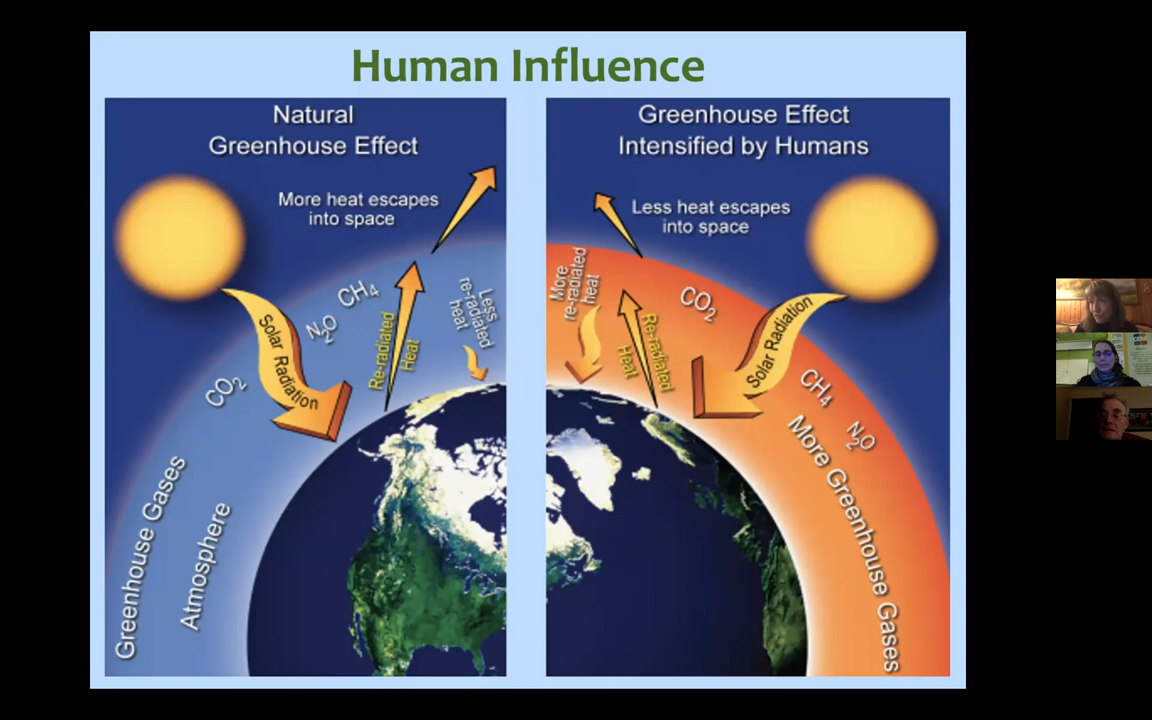 Human Influence
Natural
Greenhouse Effect
More heat escapes
into space
Solar Radiation
CH4
N2O
CO2
Re-radiated
Heat
Less
re-radiated
heat
Greenhouse Gases
Atmosphere
Greenhouse Effect
Intensified by Humans
Less heat escapes
into space
More
re-radiated
heat
Re-radiated
Heat
CO2
Solar Radiation
CH4
N2O
More Greenhouse Gases